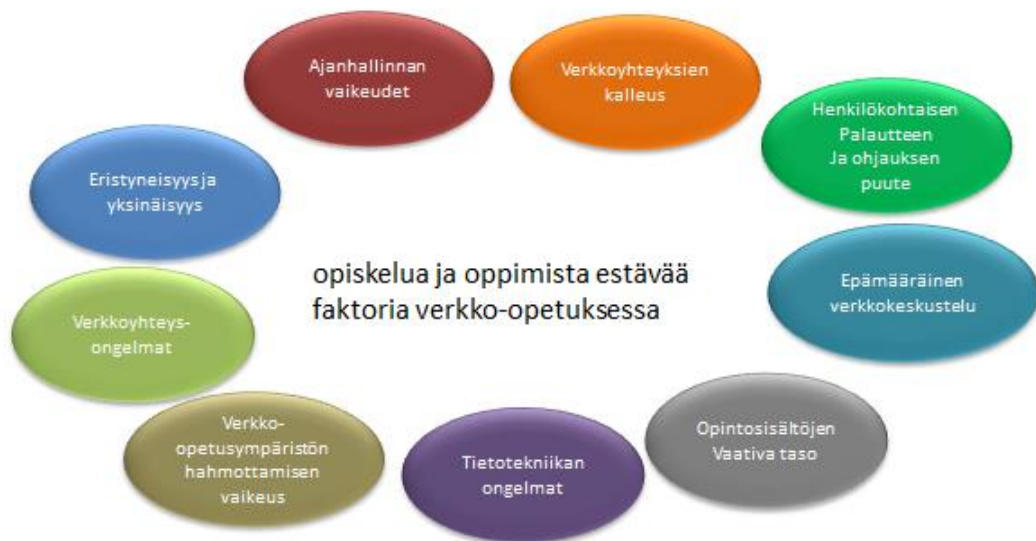 Ajanhallinnan
vaikeudet
Verkkoyhteyksien
kalleus
Henkilökohtaisen
Palautteen
Ja ohjauksen
puute
Eristyneisyys ja
yksinäisyys
opiskelua ja oppimista estävää
faktoria verkko-opetuksessa
Epämääräinen
verkkokeskustelu
Verkkoyhteys-
ongelmat
Verkko-
opetusympäristön
hahmottamisen
vaikeus
Tietotekniikan
ongelmat
Opintosisältöjen
Vaativa taso